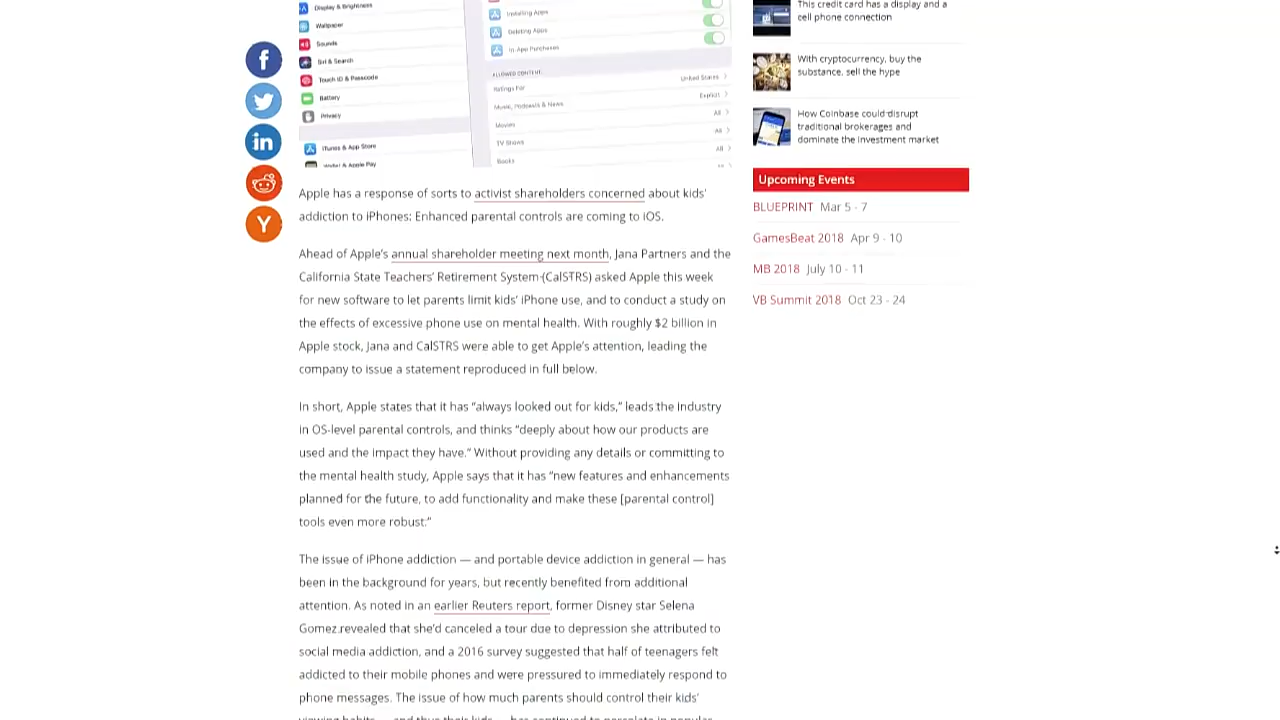 Display & Brightness
Wallpaper
Sounds
Siri & Search
Touch ID & Passcode
Battery
Privacy
iTunes & App Store
Wallet & Apple Pay
Installing Apps
Deleting Apps
In-App Purchases
ALLOWED CONTENT:
Ratings For
United States
Music, Podcasts & News
Explicit
Movies
All
TV Shows
All
Books
All
f
in
Y
Apple has a response of sorts to activist shareholders concerned about kids'
addiction to iPhones: Enhanced parental controls are coming to iOS.
Ahead of Apple's annual shareholder meeting next month, Jana Partners and the
California State Teachers' Retirement System (CalSTRS) asked Apple this week
for new software to let parents limit kids' iPhone use, and to conduct a study on
the effects of excessive phone use on mental health. With roughly $2 billion in
Apple stock, Jana and CalSTRS were able to get Apple's attention, leading the
company to issue a statement reproduced in full below.
In short, Apple states that it has "always looked out for kids," leads the industry
in OS-level parental controls, and thinks "deeply about how our products are
used and the impact they have." Without providing any details or committing to
the mental health study, Apple says that it has "new features and enhancements
planned for the future, to add functionality and make these [parental control]
tools even more robust."
The issue of iPhone addiction — and portable device addiction in general — has
been in the background for years, but recently benefited from additional
attention. As noted in an earlier Reuters report, former Disney star Selena
Gomez revealed that she'd canceled a tour due to depression she attributed to
social media addiction, and a 2016 survey suggested that half of teenagers felt
addicted to their mobile phones and were pressured to immediately respond to
phone messages. The issue of how much parents should control their kids'
This credit card has a display and a
cell phone connection
With cryptocurrency, buy the
substance, sell the hype
How Coinbase could disrupt
traditional brokerages and
dominate the investment market
Upcoming Events
BLUEPRINT Mar 5 - 7
GamesBeat 2018 Apr 9 - 10
MB 2018 July 10 - 11
VB Summit 2018 Oct 23 - 24